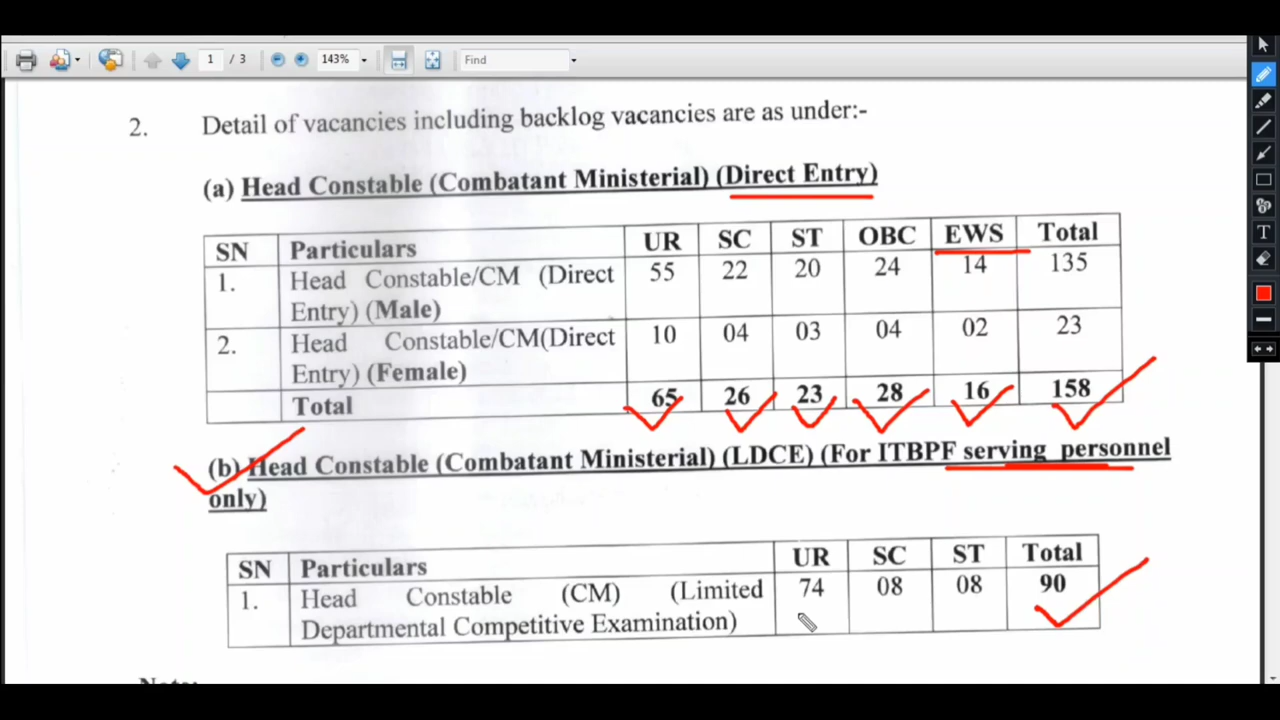 1 / 3 143% Find
2. Detail of vacancies including backlog vacancies are as under:-
(a) Head Constable (Combatant Ministerial) (Direct Entry)
SN Particulars UR SC ST OBC EWS Total
1. Head Constable/CM (Direct 55 22 20 24 14 135
Entry) (Male)
2. Head Constable/CM(Direct 10 04 03 04 02 23
Entry) (Female)
Total 65 26 23 28 16 158
(b) Head Constable (Combatant Ministerial) (LDCE) (For ITBPF serving personnel
only)
SN Particulars UR SC ST Total
1. Head Constable (CM) (Limited 74 08 08 90
Departmental Competitive Examination)